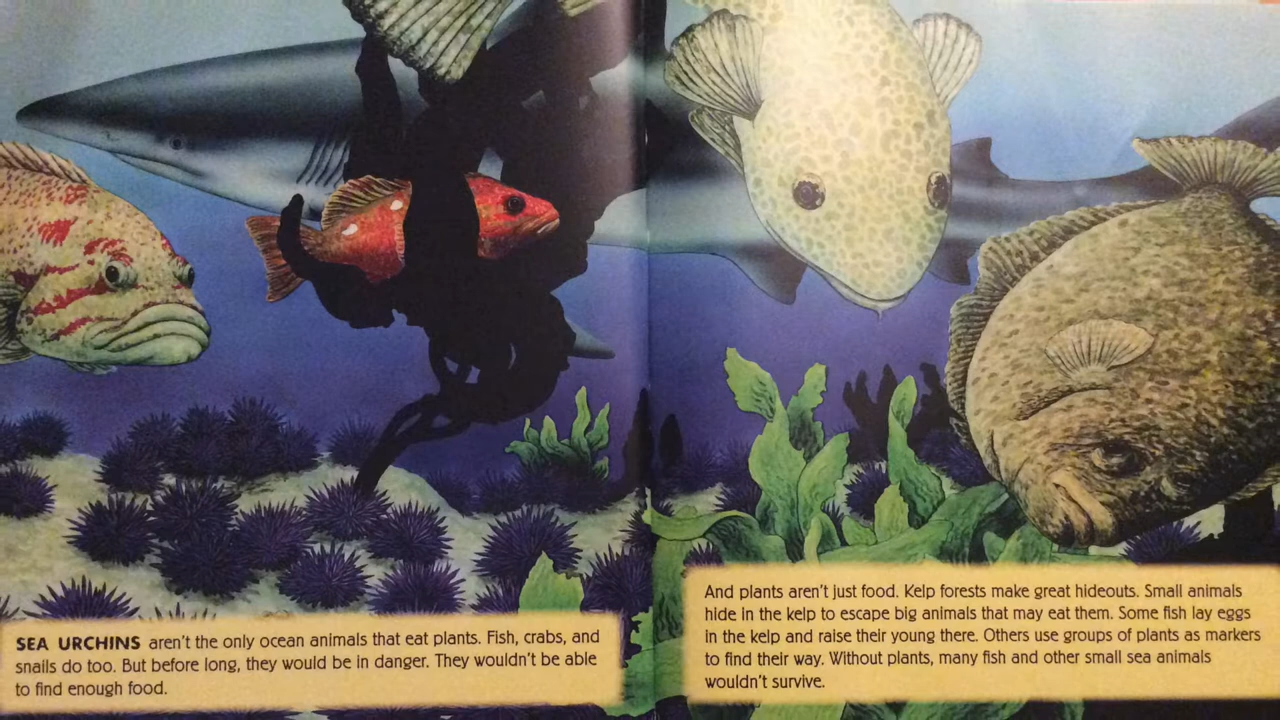 SEA URCHINS aren't the only ocean animals that eat plants. Fish, crabs, and
snails do too. But before long, they would be in danger. They wouldn't be able
to find enough food.
And plants aren't just food. Kelp forests make great hideouts. Small animals
hide in the kelp to escape big animals that may eat them. Some fish lay eggs
in the kelp and raise their young there. Others use groups of plants as markers
to find their way. Without plants, many fish and other small sea animals
wouldn't survive.